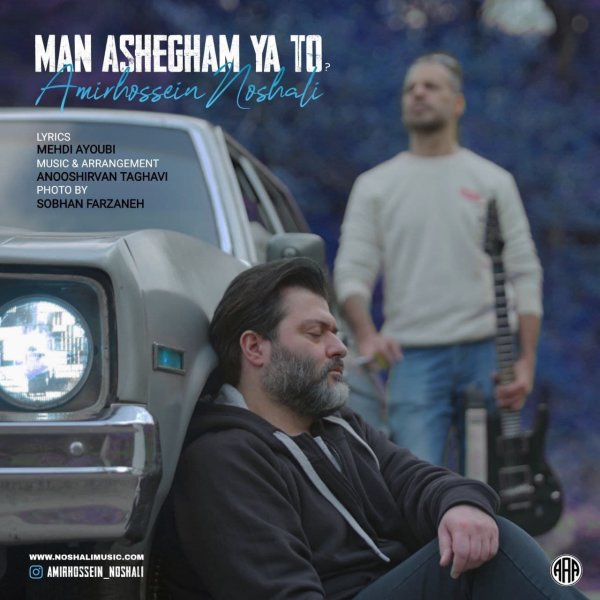 MAN ASHEGHAM YA TO?
Amirhossein Noshali
LYRICS
MEHDI AYOUBI
MUSIC & ARRANGEMENT
ANOOSHIRVAN TAGHAVI
PHOTO BY
SOBHAN FARZANEH
WWW.NOSHALIMUSIC.COM
AMIRHOSSEIN_NOSHALI
AAA